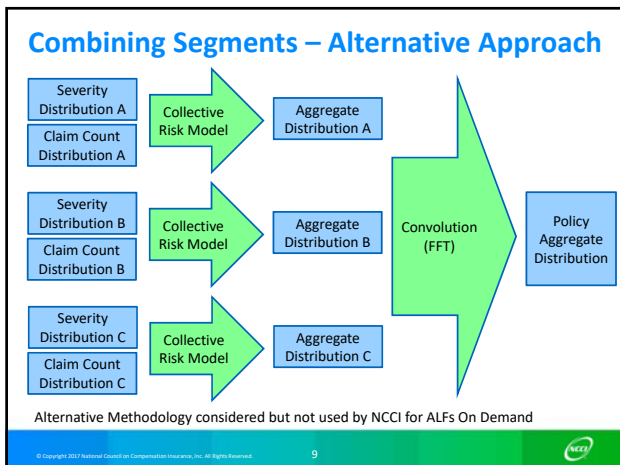 Combining Segments – Alternative Approach
Severity
Distribution A
Claim Count
Distribution A
Collective
Risk Model
Aggregate
Distribution A
Severity
Distribution B
Claim Count
Distribution B
Collective
Risk Model
Aggregate
Distribution B
Severity
Distribution C
Claim Count
Distribution C
Collective
Risk Model
Aggregate
Distribution C
Convolution
(FFT)
Policy
Aggregate
Distribution
Alternative Methodology considered but not used by NCCI for ALFs On Demand
© Copyright 2017 National Council on Compensation Insurance, Inc. All Rights Reserved.
9
NCCI